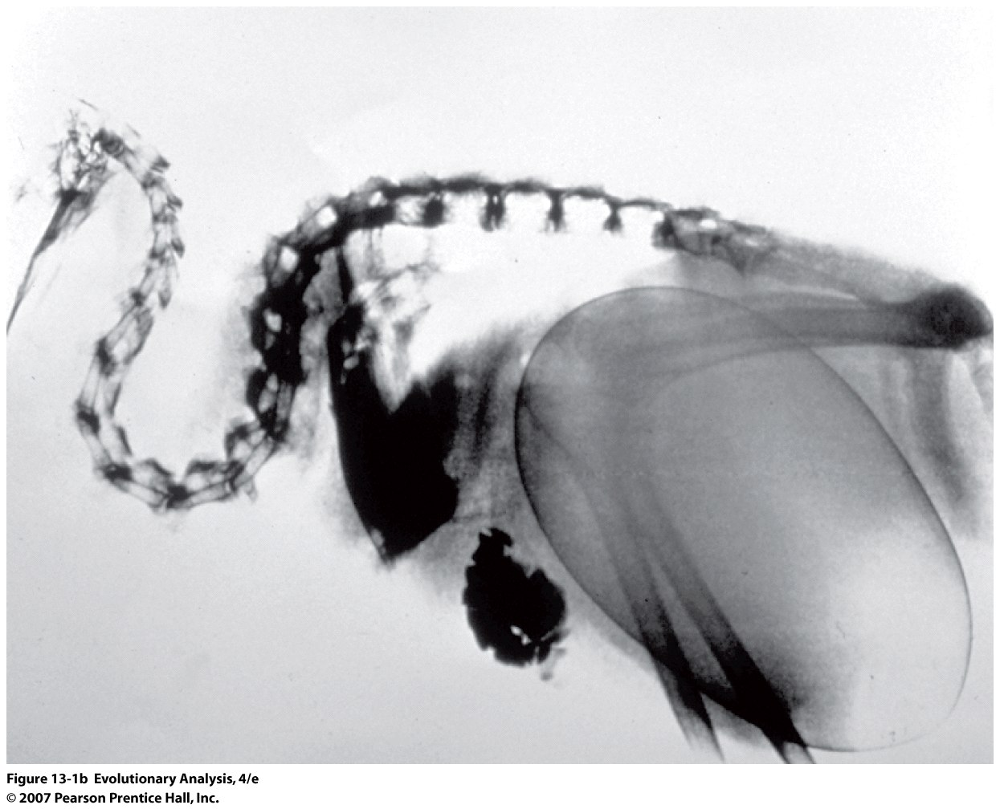 Figure 13-1b Evolutionary Analysis, 4/e
© 2007 Pearson Prentice Hall, Inc.